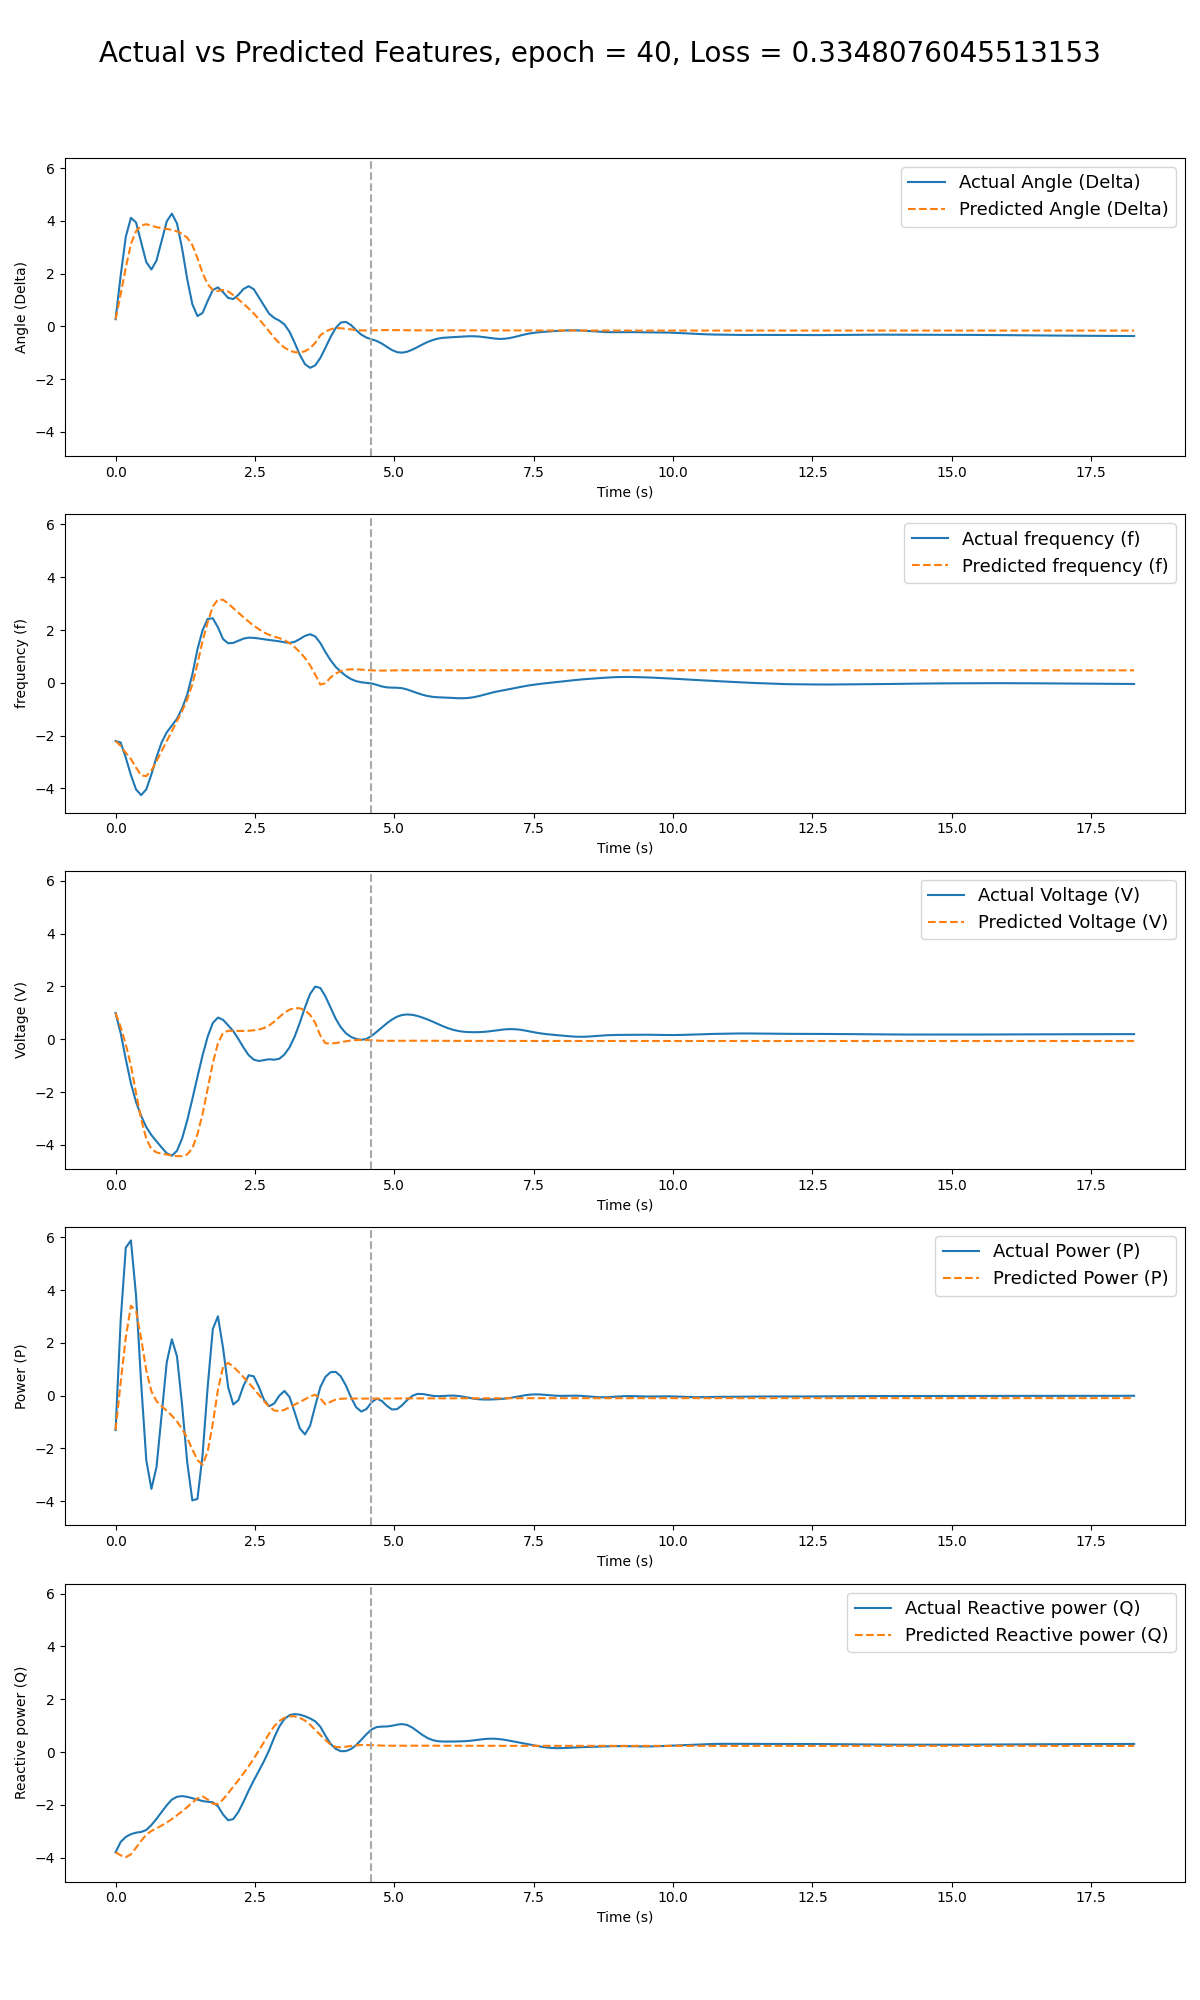 Actual vs Predicted Features, epoch = 40, Loss = 0.3348076045513153
Actual Angle (Delta)
Predicted Angle (Delta)
Angle (Delta)
6
4
2
0
−2
−4
0.0 2.5 5.0 7.5 10.0 12.5 15.0 17.5
Time (s)
Actual frequency (f)
Predicted frequency (f)
frequency (f)
6
4
2
0
−2
−4
0.0 2.5 5.0 7.5 10.0 12.5 15.0 17.5
Time (s)
Actual Voltage (V)
Predicted Voltage (V)
Voltage (V)
6
4
2
0
−2
−4
0.0 2.5 5.0 7.5 10.0 12.5 15.0 17.5
Time (s)
Actual Power (P)
Predicted Power (P)
Power (P)
6
4
2
0
−2
−4
0.0 2.5 5.0 7.5 10.0 12.5 15.0 17.5
Time (s)
Actual Reactive power (Q)
Predicted Reactive power (Q)
Reactive power (Q)
6
4
2
0
−2
−4
0.0 2.5 5.0 7.5 10.0 12.5 15.0 17.5
Time (s)